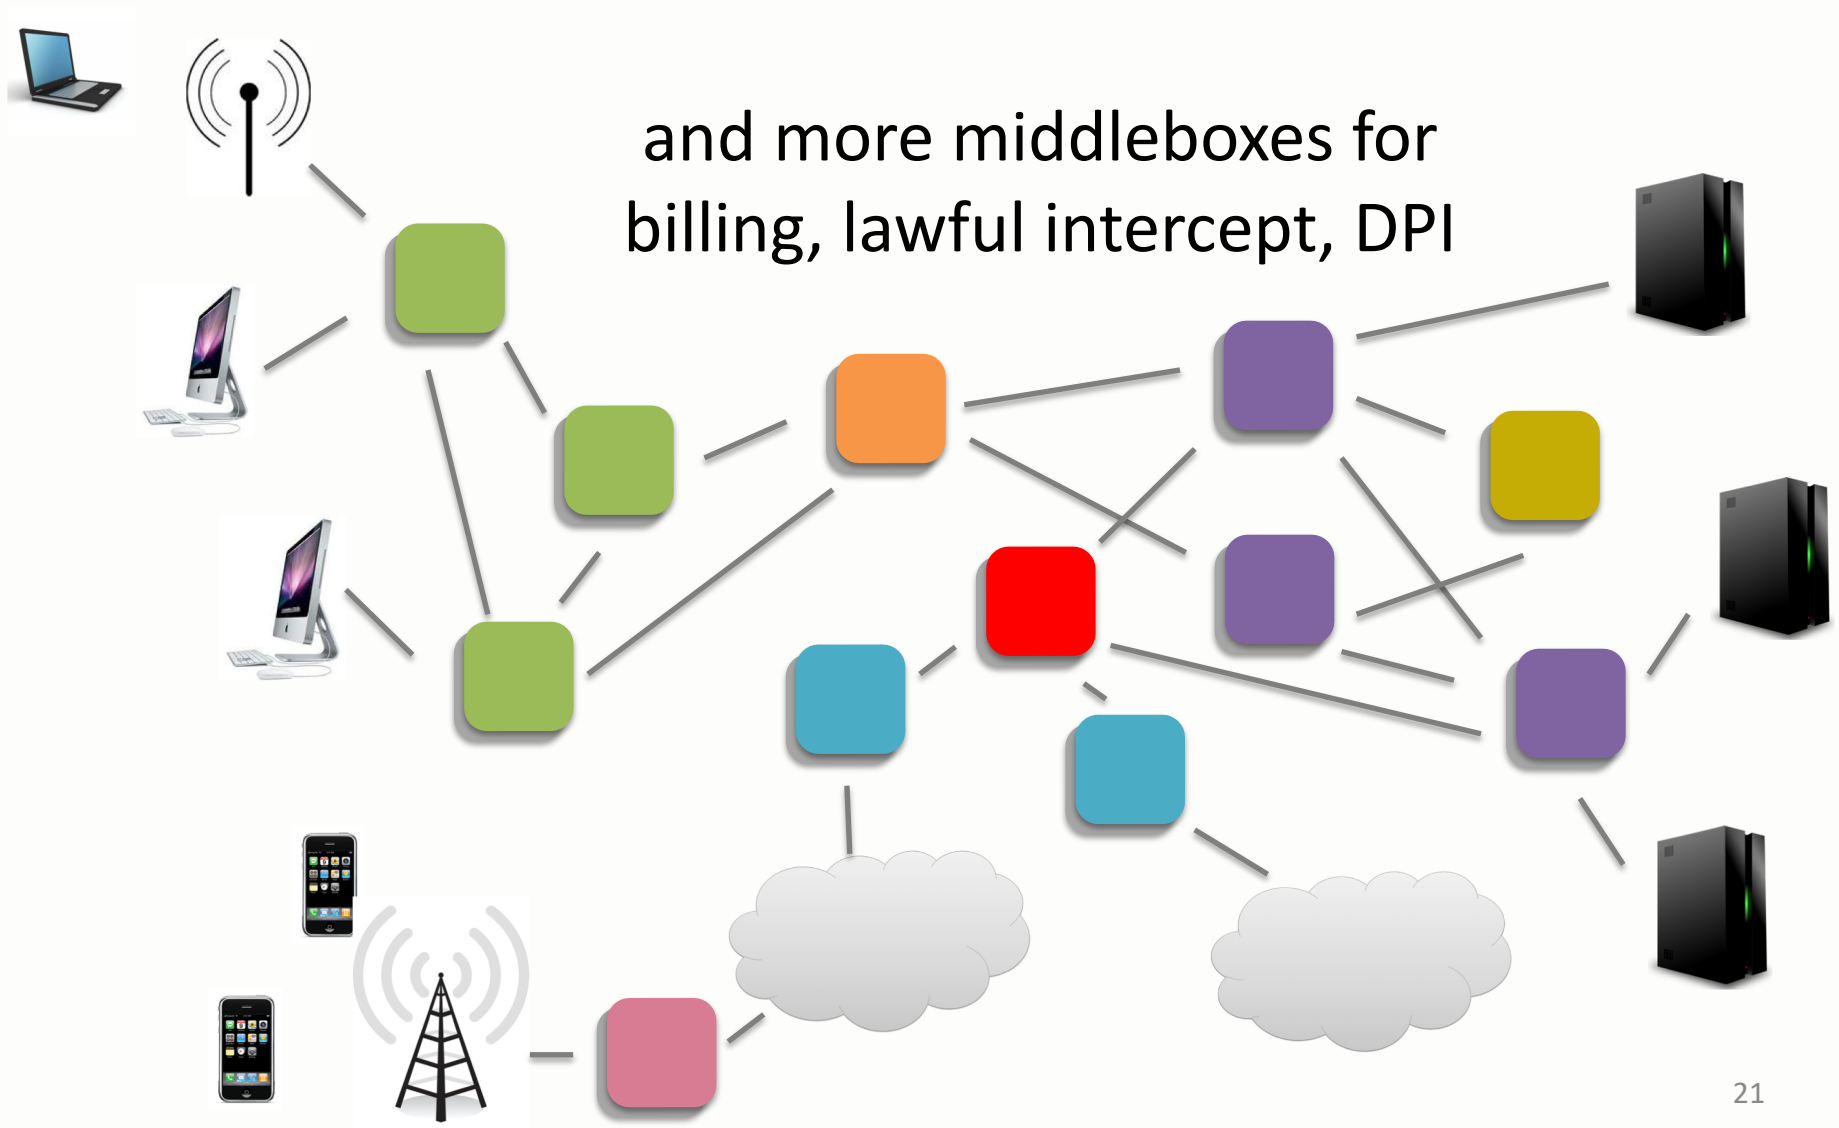 and more middleboxes for
billing, lawful intercept, DPI
21